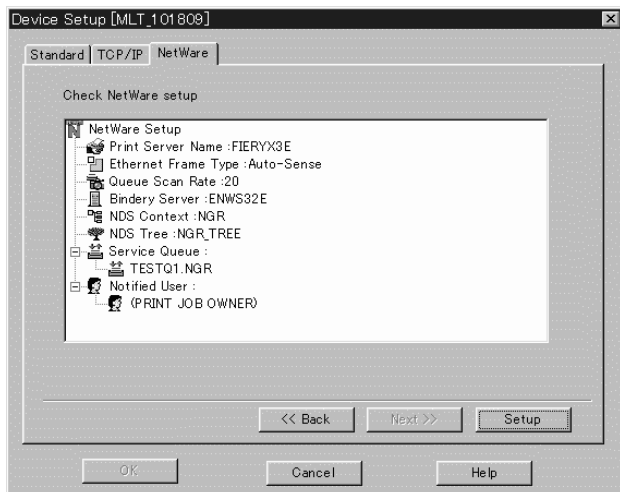 Device Setup [MLT_101809]
Standard TCP/IP NetWare
Check NetWare setup
NetWare Setup
Print Server Name :FIERYX3E
Ethernet Frame Type :Auto-Sense
Queue Scan Rate :20
Bindery Server :ENWS32E
NDS Context :NGR
NDS Tree :NGR_TREE
Service Queue :
TESTQ1.NGR
Notified User :
(PRINT JOB OWNER)
<< Back Next >> Setup
OK Cancel Help